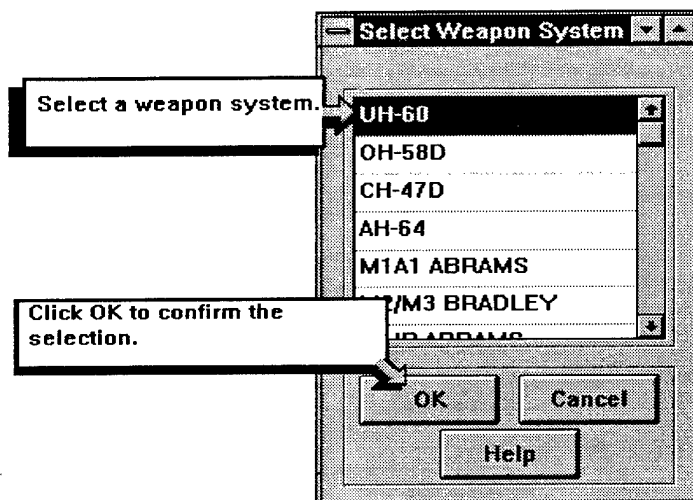 Select Weapon System
Select a weapon system.
UH-60
OH-58D
CH-47D
AH-64
M1A1 ABRAMS
/M3 BRADLEY
Click OK to confirm the
selection.
ABRAMS
OK
Cancel
Help